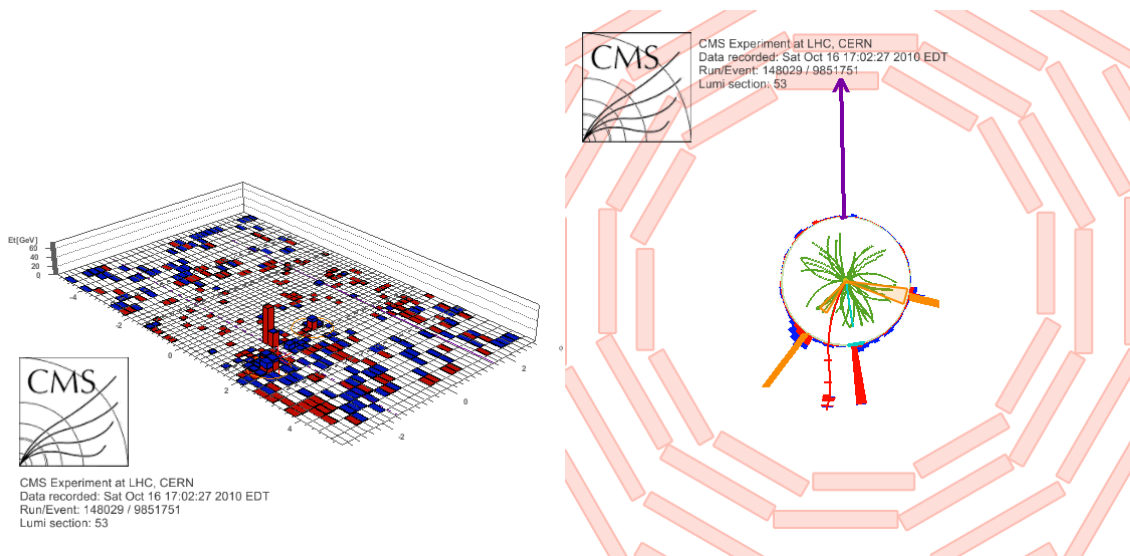 Et[GeV]
60
40
20
0
-4
-2
0
2
4
-2
0
2
CMS
CMS Experiment at LHC, CERN
Data recorded: Sat Oct 16 17:02:27 2010 EDT
Run/Event: 148029 / 9851751
Lumi section: 53
CMS
CMS Experiment at LHC, CERN
Data recorded: Sat Oct 16 17:02:27 2010 EDT
Run/Event: 148029 / 9851751
Lumi section: 53